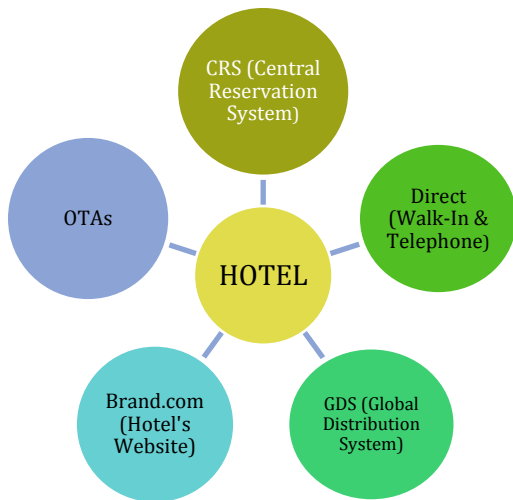 CRS (Central
Reservation
System)
OTAs
Direct
(Walk-In &
Telephone)
HOTEL
Brand.com
(Hotel's
Website)
GDS (Global
Distribution
System)